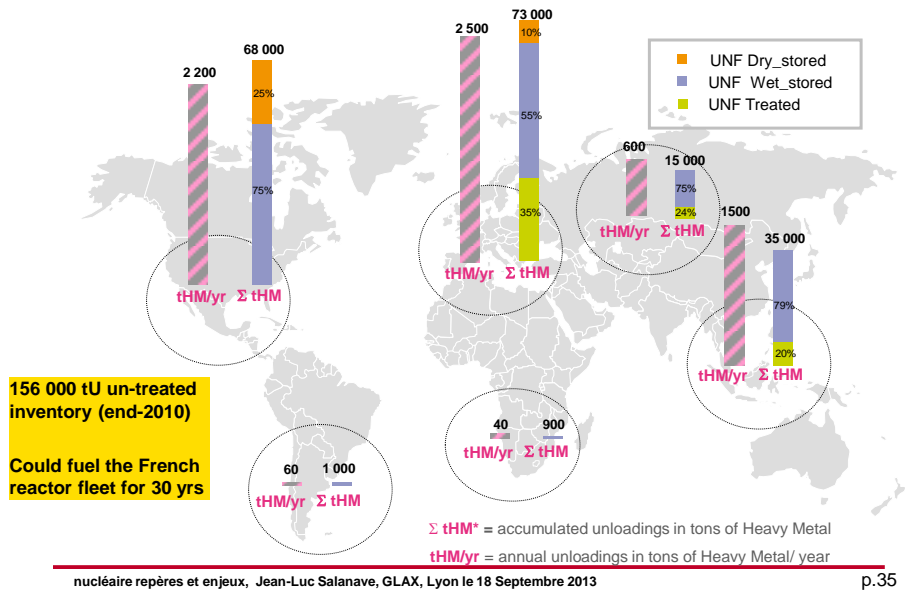 73 000
2 500
10%
68 000
2 200
25%
UNF Dry_stored
UNF Wet_stored
UNF Treated
55%
600
15 000
75%
75%
24%
1500
35%
tHM/yr
Σ tHM
35 000
tHM/yr
Σ tHM
tHM/yr
Σ tHM
79%
20%
tHM/yr
Σ tHM
156 000 tU un-treated
inventory (end-2010)
Could fuel the French
reactor fleet for 30 yrs
40
900
tHM/yr
Σ tHM
60
1 000
tHM/yr
Σ tHM
Σ tHM* = accumulated unloadings in tons of Heavy Metal
tHM/yr = annual unloadings in tons of Heavy Metal/ year
nucléaire repères et enjeux, Jean-Luc Salanave, GLAX, Lyon le 18 Septembre 2013
p.35